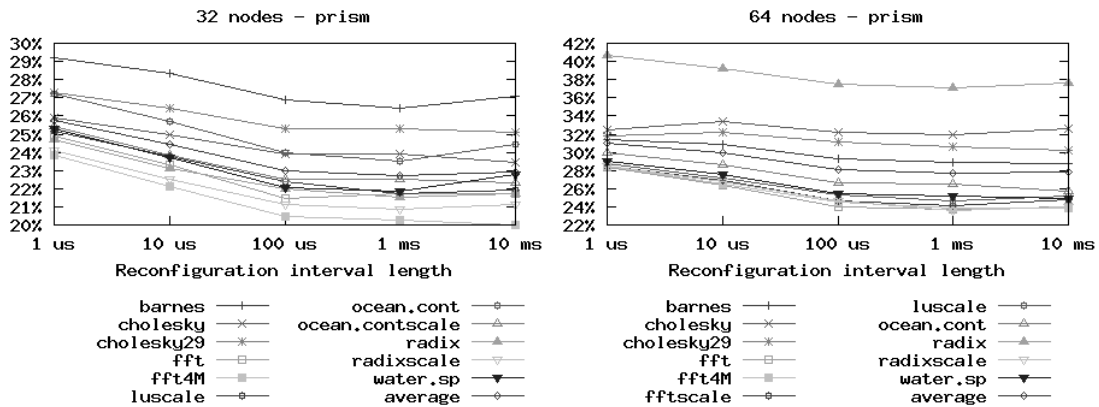 32 nodes - prism
30%
29%
28%
27%
26%
25%
24%
23%
22%
21%
20%
1 us 10 us 100 us 1 ms 10 ms
Reconfiguration interval length
barnes
cholesky
cholesky29
fft
fft4M
luscale
ocean.cont
ocean.contscale
radix
radixscale
water.sp
average
64 nodes - prism
42%
40%
38%
36%
34%
32%
30%
28%
26%
24%
22%
1 us 10 us 100 us 1 ms 10 ms
Reconfiguration interval length
barnes
cholesky
cholesky29
fft
fft4M
fftscale
luscale
ocean.cont
radix
radixscale
water.sp
average